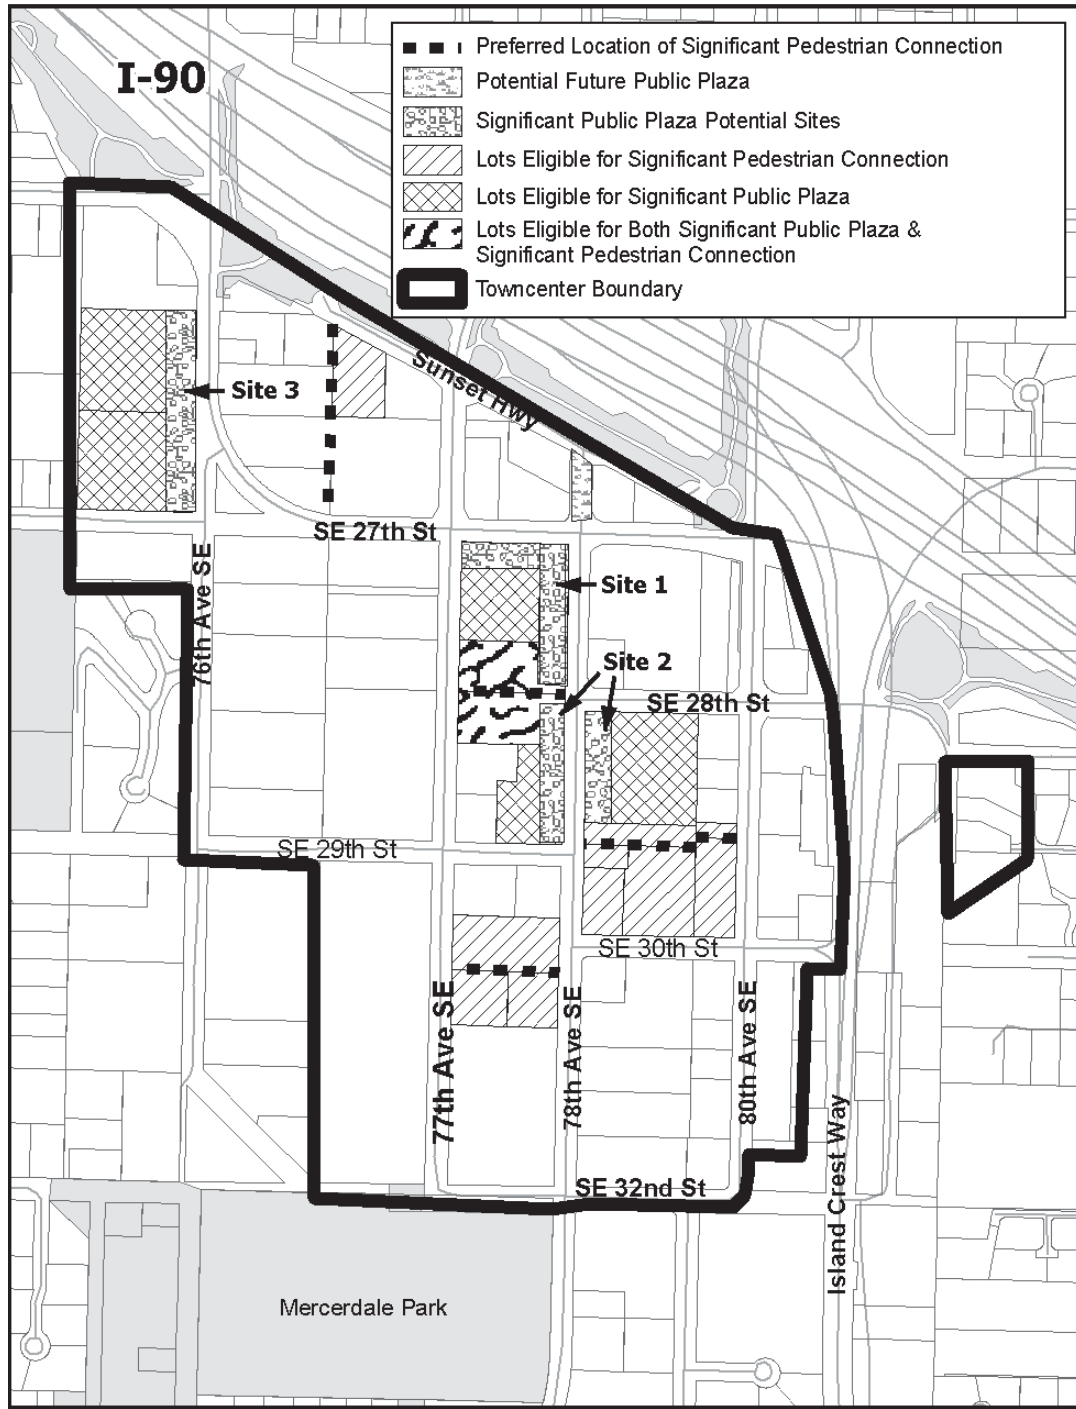 I-90
Preferred Location of Significant Pedestrian Connection
Potential Future Public Plaza
Significant Public Plaza Potential Sites
Lots Eligible for Significant Pedestrian Connection
Lots Eligible for Significant Public Plaza
Lots Eligible for Both Significant Public Plaza &
Significant Pedestrian Connection
Towncenter Boundary
Sunset Hwy
Site 3
SE 27th St
76th Ave SE
Site 1
Site 2
SE 28th St
SE 29th St
SE 30th St
77th Ave SE
78th Ave SE
80th Ave SE
Island Crest Way
SE 32nd St
Mercerdale Park